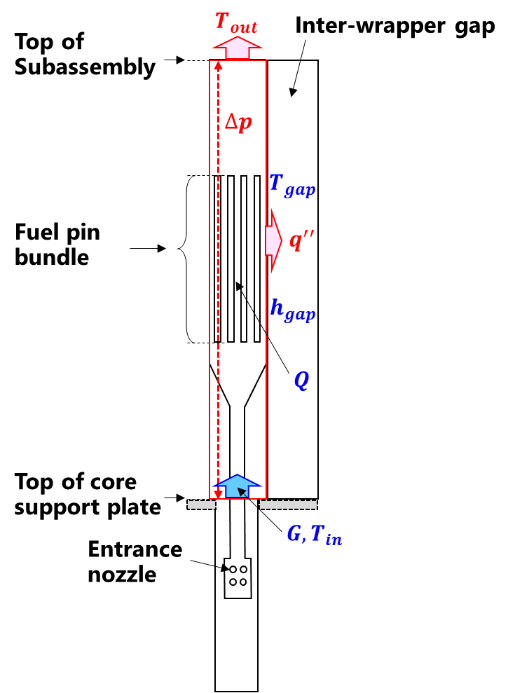 T_out
Inter-wrapper gap
Top of
Subassembly
Δp
T_gap
Fuel pin
bundle
q''
h_gap
Q
Top of core
support plate
G, T_in
Entrance
nozzle